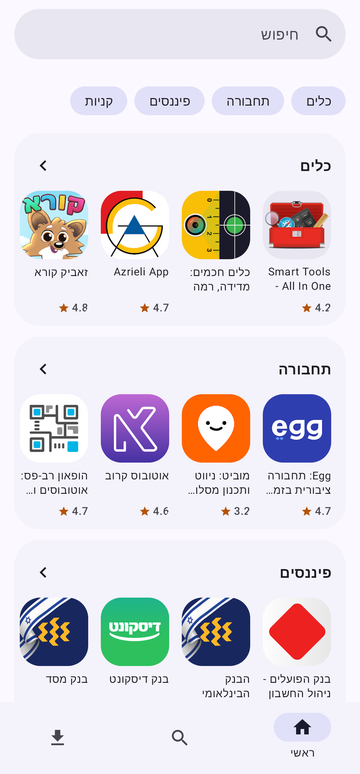 חיפוש
כלים
תחבורה
פיננסים
קניות
כלים
Smart Tools
- All In One
4.2
כלים חכמים:
מדידה, רמה
4.7
Azrieli App
4.7
קורא
זאביק קורא
4.8
תחבורה
egg
Egg: תחבורה
ציבורית בזמ...
4.7
מוביט: ניווט
ותכנון מסלו...
3.2
אוטובוס קרוב
4.6
הופאון רב-פס:
אוטובוסים ו...
4.7
פיננסים
בנק הפועלים -
ניהול החשבון
הבנק
הבינלאומי
דיסקונט
בנק דיסקונט
בנק מסד
ראשי